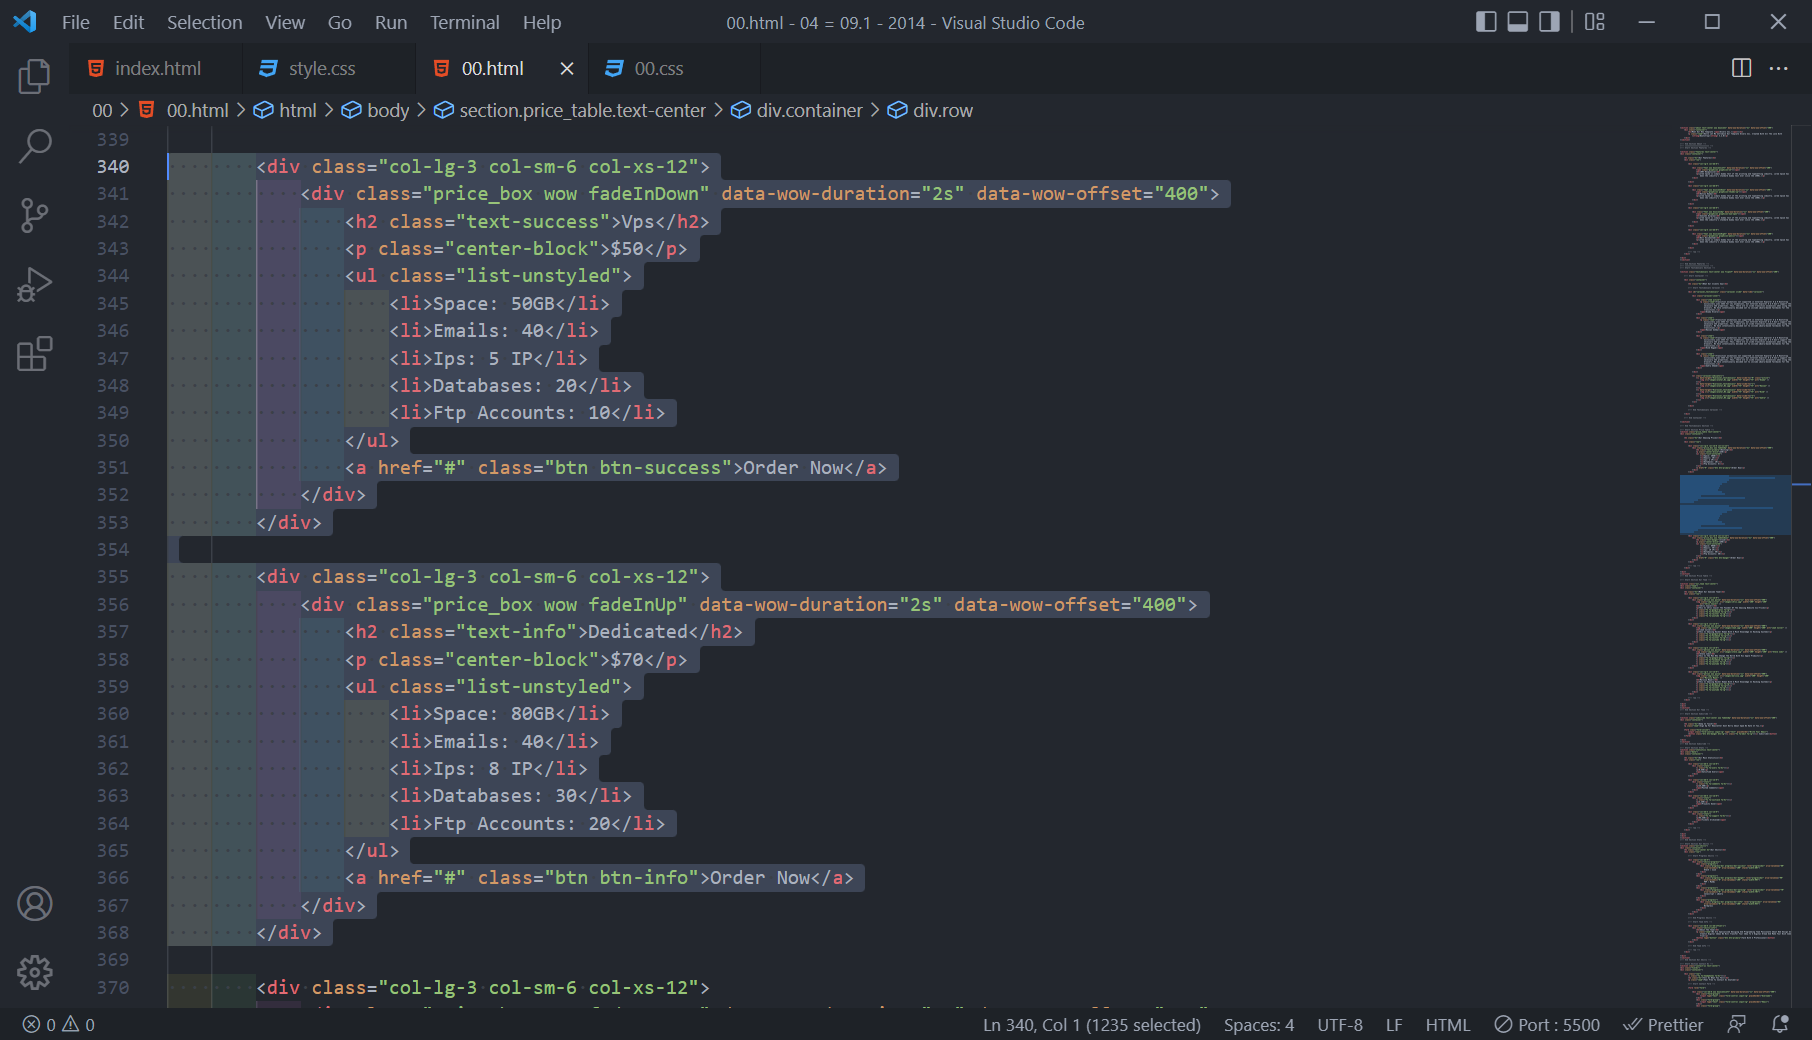 File Edit Selection View Go Run Terminal Help 00.html - 04 = 09.1 - 2014 - Visual Studio Code
index.html style.css 00.html 00.css
00 > 00.html > html > body > section.price_table.text-center > div.container > div.row
339
340 <div class="col-lg-3 col-sm-6 col-xs-12">
341 <div class="price_box wow fadeInDown" data-wow-duration="2s" data-wow-offset="400">
342 <h2 class="text-success">Vps</h2>
343 <p class="center-block">$50</p>
344 <ul class="list-unstyled">
345 <li>Space: 50GB</li>
346 <li>Emails: 40</li>
347 <li>Ips: 5 IP</li>
348 <li>Databases: 20</li>
349 <li>Ftp Accounts: 10</li>
350 </ul>
351 <a href="#" class="btn btn-success">Order Now</a>
352 </div>
353 </div>
354
355 <div class="col-lg-3 col-sm-6 col-xs-12">
356 <div class="price_box wow fadeInUp" data-wow-duration="2s" data-wow-offset="400">
357 <h2 class="text-info">Dedicated</h2>
358 <p class="center-block">$70</p>
359 <ul class="list-unstyled">
360 <li>Space: 80GB</li>
361 <li>Emails: 40</li>
362 <li>Ips: 8 IP</li>
363 <li>Databases: 30</li>
364 <li>Ftp Accounts: 20</li>
365 </ul>
366 <a href="#" class="btn btn-info">Order Now</a>
367 </div>
368 </div>
369
370 <div class="col-lg-3 col-sm-6 col-xs-12">
0 0 Ln 340, Col 1 (1235 selected) Spaces: 4 UTF-8 LF HTML Port : 5500 Prettier